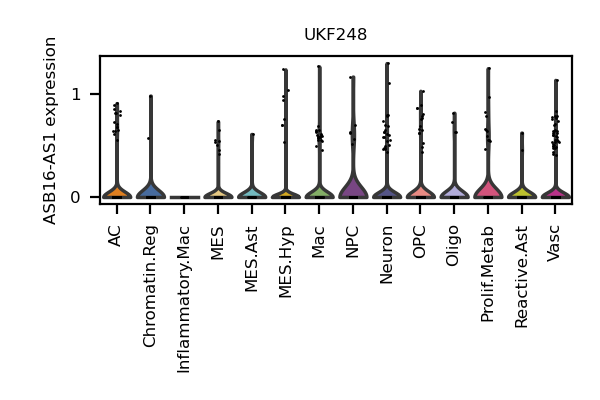 UKF248
ASB16-AS1 expression
1
0
AC
Chromatin.Reg
Inflammatory.Mac
MES
MES.Ast
MES.Hyp
Mac
NPC
Neuron
OPC
Oligo
Prolif.Metab
Reactive.Ast
Vasc